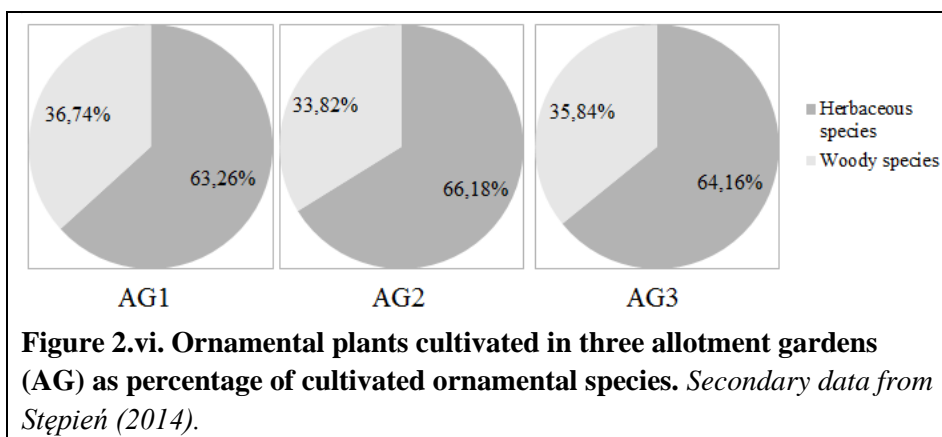 36,74%
63,26%
33,82%
66,18%
35,84%
64,16%
Herbaceous
species
Woody species
AG1
AG2
AG3
Figure 2.vi. Ornamental plants cultivated in three allotment gardens
(AG) as percentage of cultivated ornamental species. Secondary data from
Stępień (2014).